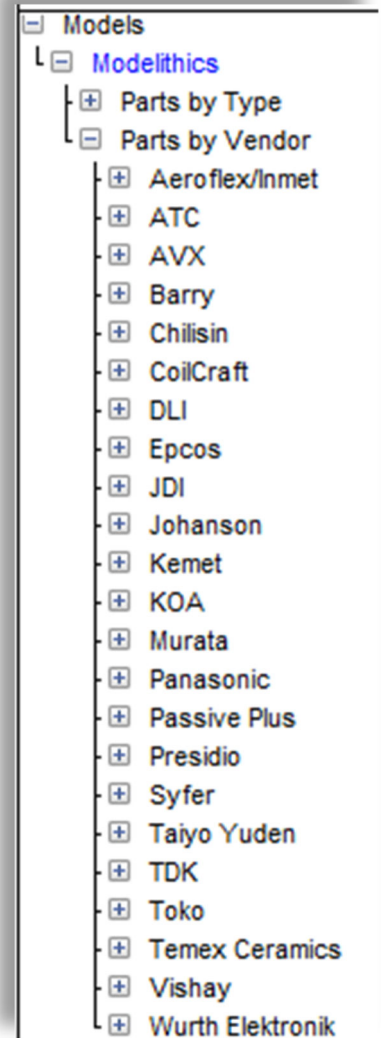 Models
Modelithics
Parts by Type
Parts by Vendor
Aeroflex/Inmet
ATC
AVX
Barry
Chilisin
CoilCraft
DLI
Epcos
JDI
Johanson
Kemet
KOA
Murata
Panasonic
Passive Plus
Presidio
Syfer
Taiyo Yuden
TDK
Toko
Temex Ceramics
Vishay
Wurth Elektronik